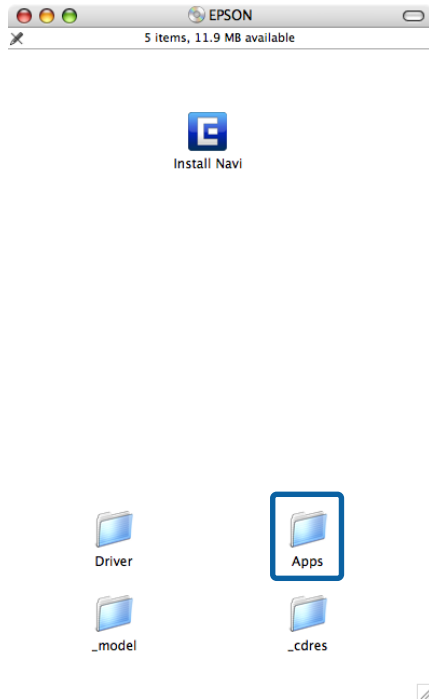 EPSON
5 items, 11.9 MB available
Install Navi
Driver
Apps
_model
_cdres